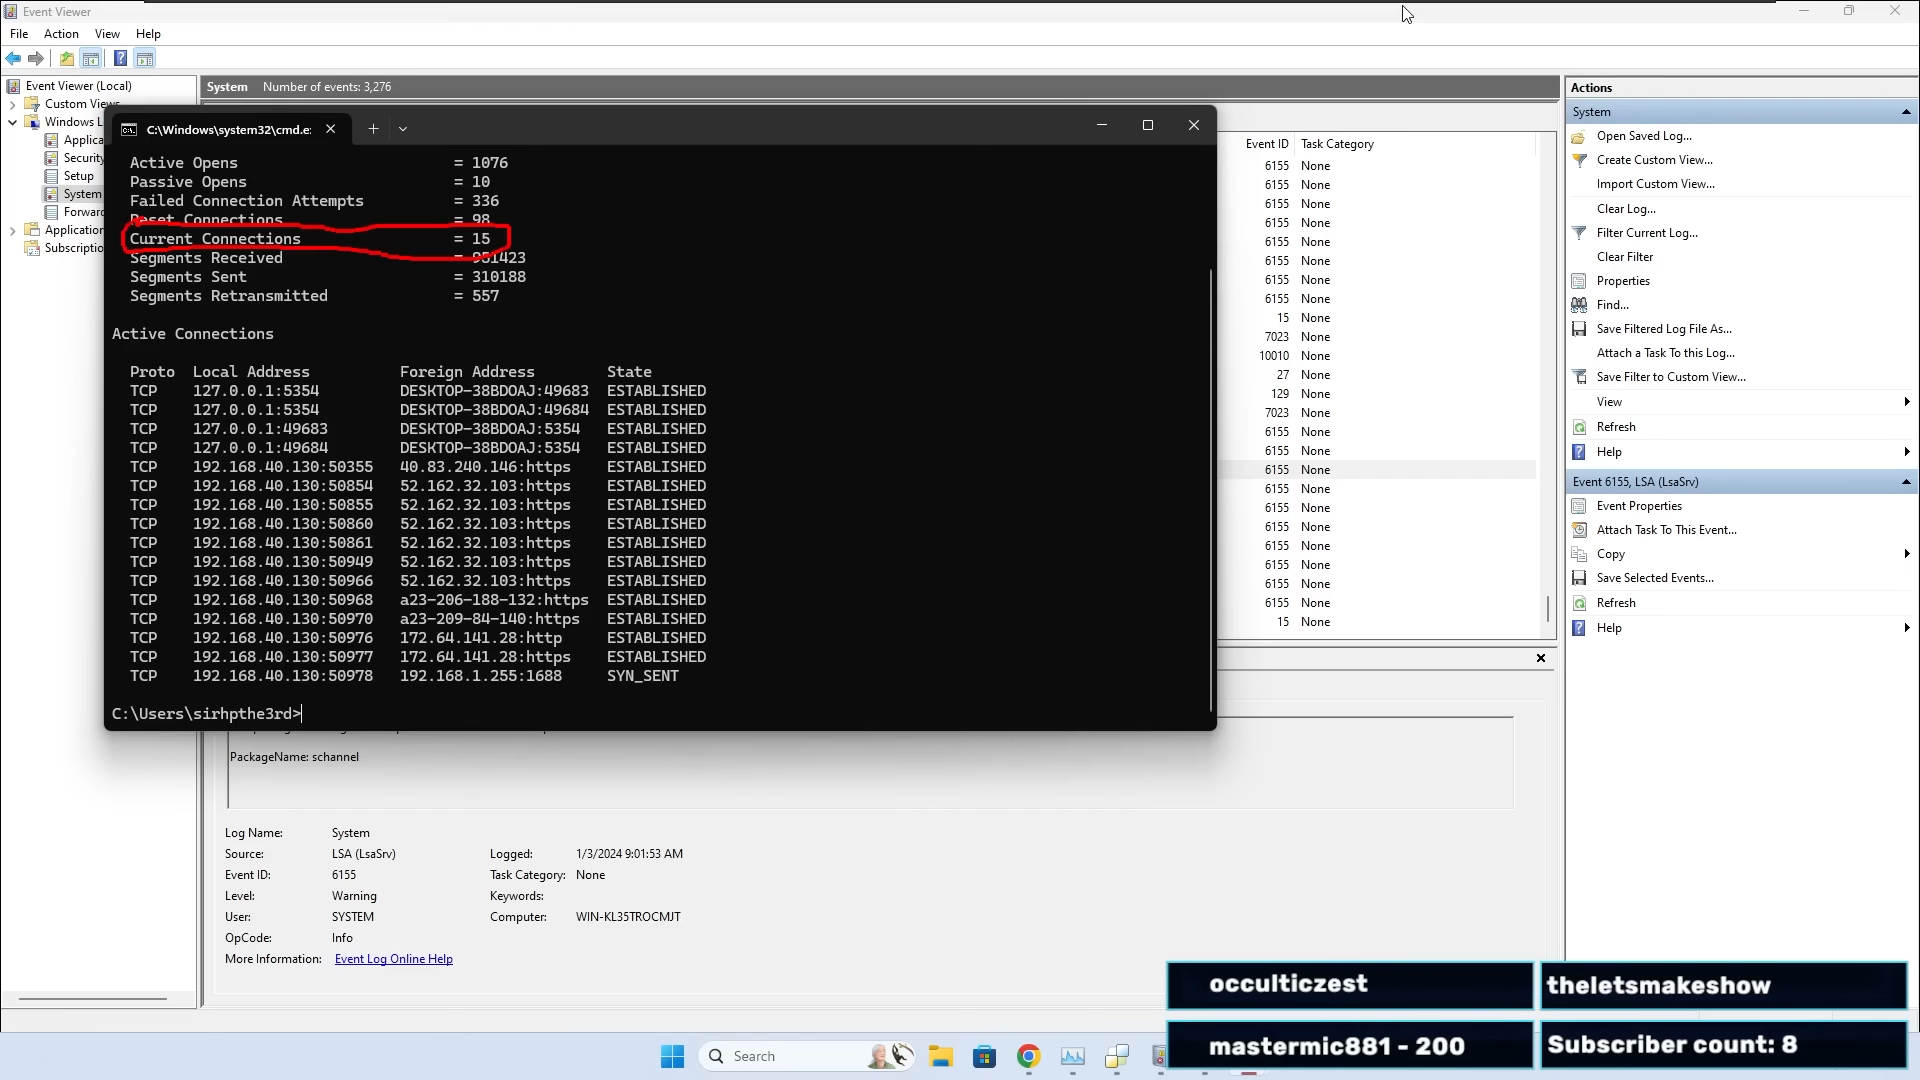 Event Viewer
File Action View Help
Event Viewer (Local)
Custom Views
Windows L
Applica
Security
Setup
System
Forward
Application
Subscriptio
System Number of events: 3,276
C:\Windows\system32\cmd.e:
Active Opens = 1076
Passive Opens = 10
Failed Connection Attempts = 336
Reset Connections = 98
Current Connections = 15
Segments Received = 981423
Segments Sent = 310188
Segments Retransmitted = 557
Active Connections
Proto Local Address Foreign Address State
TCP 127.0.0.1:5354 DESKTOP-38BDOAJ:49683 ESTABLISHED
TCP 127.0.0.1:5354 DESKTOP-38BDOAJ:49684 ESTABLISHED
TCP 127.0.0.1:49683 DESKTOP-38BDOAJ:5354 ESTABLISHED
TCP 127.0.0.1:49684 DESKTOP-38BDOAJ:5354 ESTABLISHED
TCP 192.168.40.130:50355 40.83.240.146:https ESTABLISHED
TCP 192.168.40.130:50854 52.162.32.103:https ESTABLISHED
TCP 192.168.40.130:50855 52.162.32.103:https ESTABLISHED
TCP 192.168.40.130:50860 52.162.32.103:https ESTABLISHED
TCP 192.168.40.130:50861 52.162.32.103:https ESTABLISHED
TCP 192.168.40.130:50949 52.162.32.103:https ESTABLISHED
TCP 192.168.40.130:50966 52.162.32.103:https ESTABLISHED
TCP 192.168.40.130:50968 a23-206-188-132:https ESTABLISHED
TCP 192.168.40.130:50970 a23-209-84-140:https ESTABLISHED
TCP 192.168.40.130:50976 172.64.141.28:http ESTABLISHED
TCP 192.168.40.130:50977 172.64.141.28:https ESTABLISHED
TCP 192.168.40.130:50978 192.168.1.255:1688 SYN_SENT
C:\Users\sirhpthe3rd>
Event ID Task Category
6155 None
6155 None
6155 None
6155 None
6155 None
6155 None
6155 None
6155 None
15 None
7023 None
10010 None
27 None
129 None
7023 None
6155 None
6155 None
6155 None
6155 None
6155 None
6155 None
6155 None
6155 None
6155 None
6155 None
15 None
PackageName: schannel
Log Name: System
Source: LSA (LsaSrv) Logged: 1/3/2024 9:01:53 AM
Event ID: 6155 Task Category: None
Level: Warning Keywords:
User: SYSTEM Computer: WIN-KL35TROCMJT
OpCode: Info
More Information: Event Log Online Help
Actions
System
Open Saved Log...
Create Custom View...
Import Custom View...
Clear Log...
Filter Current Log...
Clear Filter
Properties
Find...
Save Filtered Log File As...
Attach a Task To this Log...
Save Filter to Custom View...
View
Refresh
Help
Event 6155, LSA (LsaSrv)
Event Properties
Attach Task To This Event...
Copy
Save Selected Events...
Refresh
Help
occulticzest
theletsmakeshow
mastermic881 - 200
Subscriber count: 8
Search